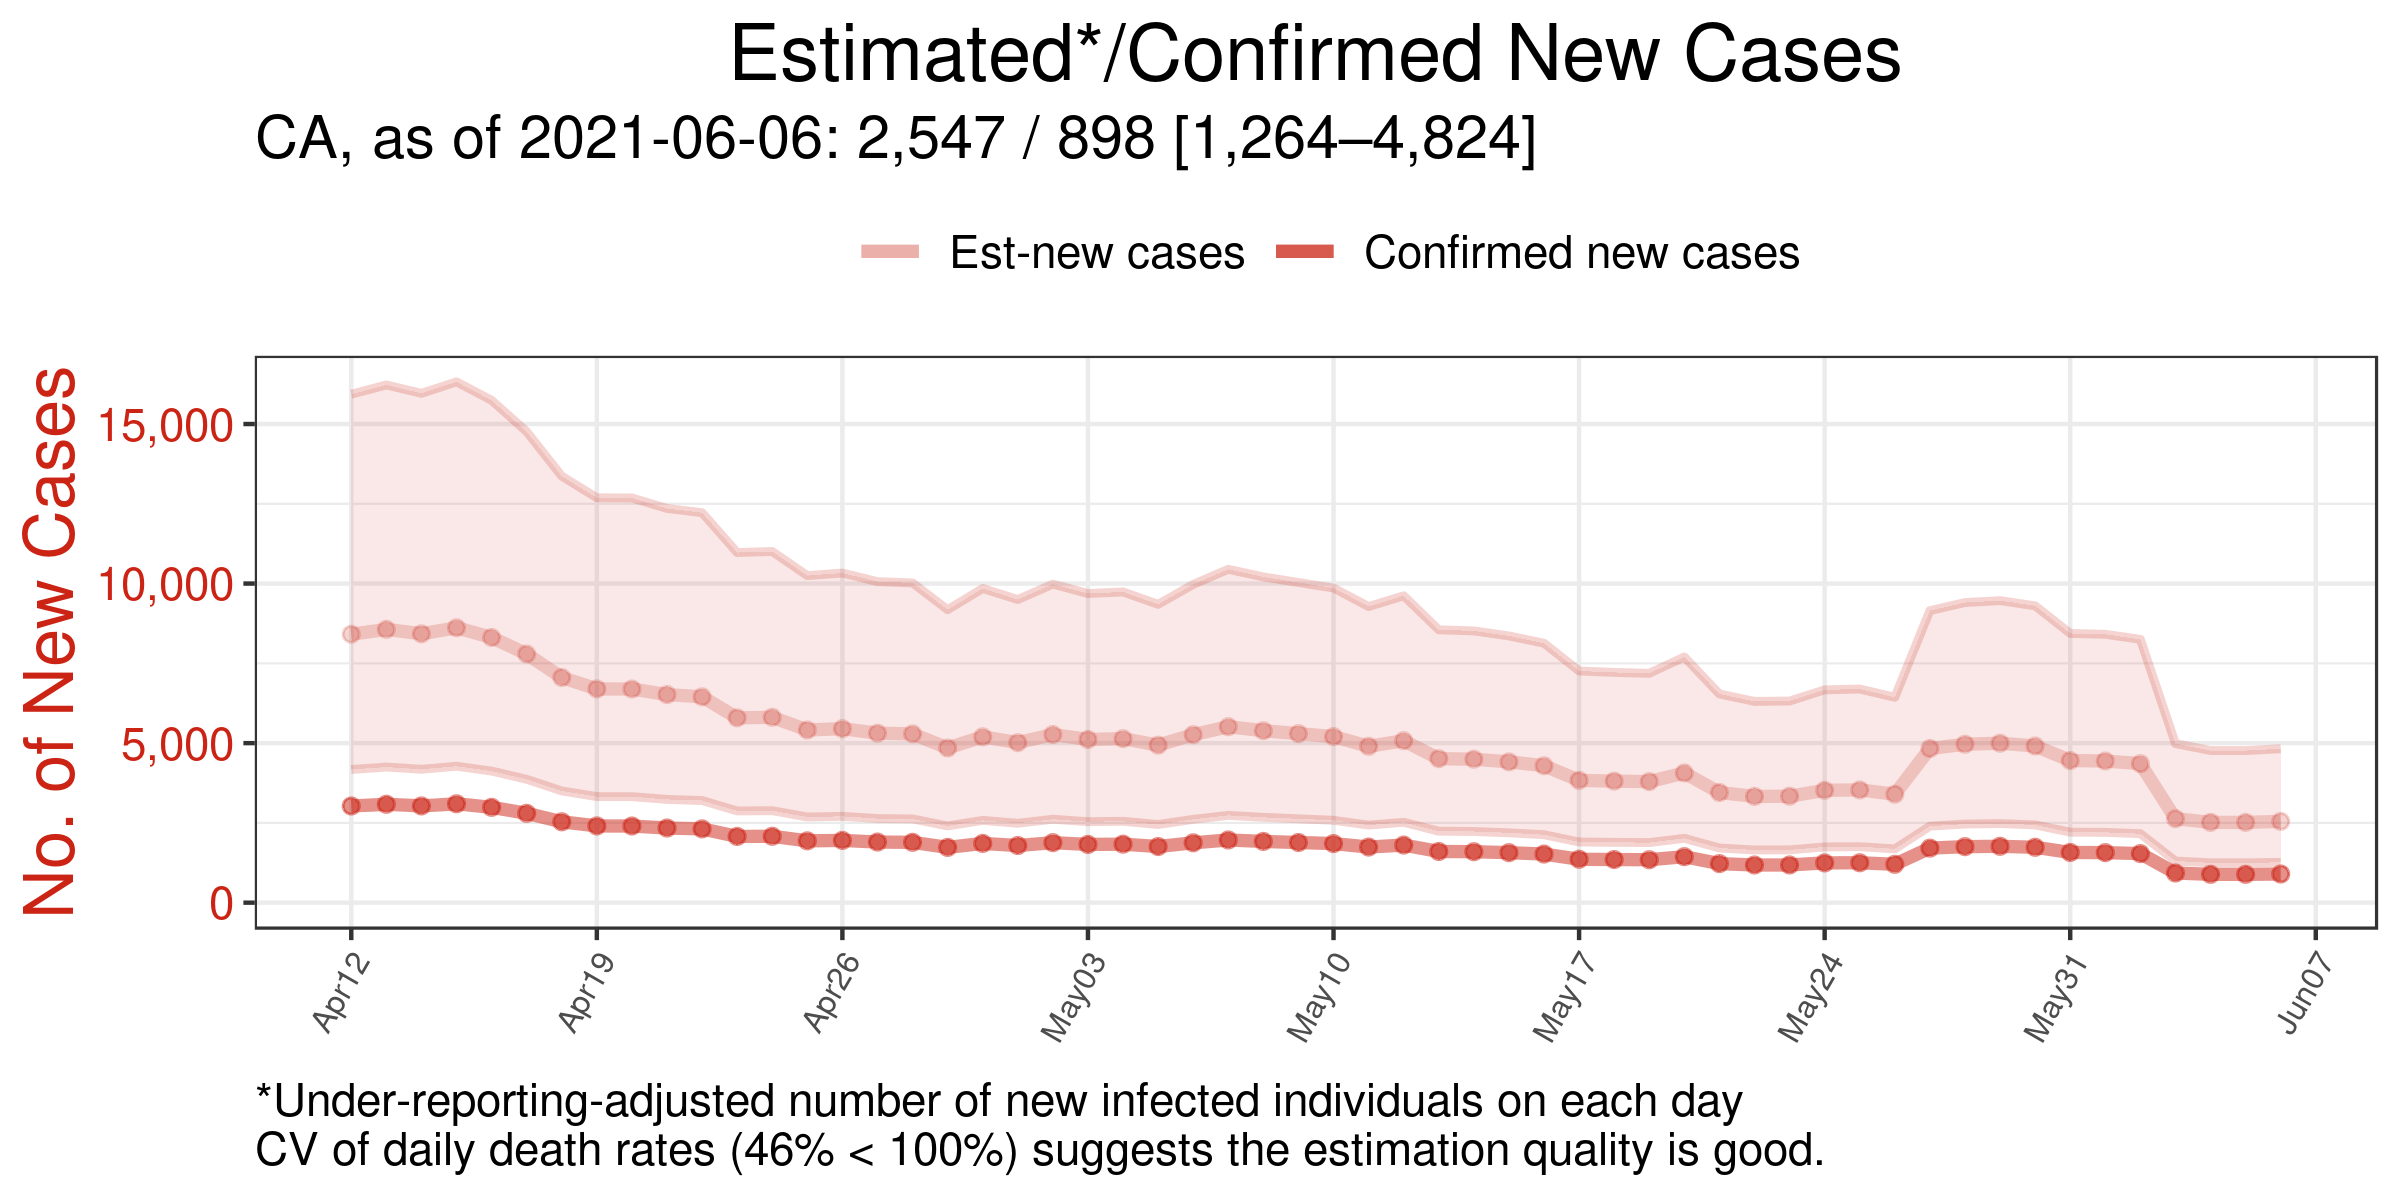 Estimated*/Confirmed New Cases
CA, as of 2021-06-06: 2,547 / 898 [1,264–4,824]
Est-new cases
Confirmed new cases
No. of New Cases
15,000
10,000
5,000
0
Apr12
Apr19
Apr26
May03
May10
May17
May24
May31
Jun07
*Under-reporting-adjusted number of new infected individuals on each day
CV of daily death rates (46% < 100%) suggests the estimation quality is good.